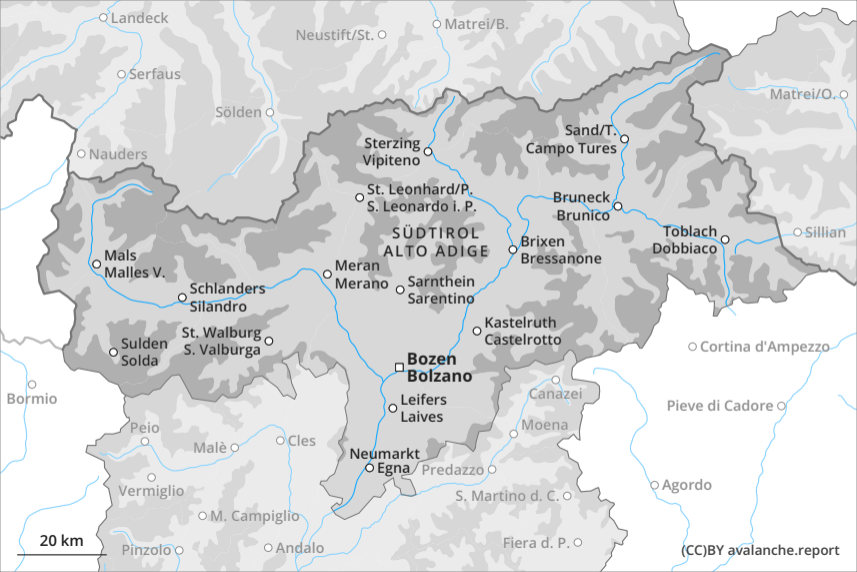 Landeck
Matrei/B.
Neustift/St.
Serfaus
Matrei/O.
Sölden
Sand/T.
Campo Tures
Sterzing
Vipiteno
Nauders
St. Leonhard/P.
S. Leonardo i. P.
Bruneck
Brunico
SÜDTIROL
ALTO ADIGE
Toblach
Dobbiaco
Sillian
Brixen
Bressanone
Mals
Malles V.
Meran
Merano
Sarnthein
Sarentino
Schlanders
Silandro
Kastelruth
Castelrotto
St. Walburg
S. Valburga
Sulden
Solda
Cortina d'Ampezzo
Bozen
Bolzano
Bormio
Canazei
Leifers
Laives
Pieve di Cadore
Peio
Moena
Cles
Malè
Neumarkt
Egna
Predazzo
Vermiglio
Agordo
S. Martino d. C.
M. Campiglio
20 km
Pinzolo
Andalo
Fiera d. P.
(CC)BY avalanche.report